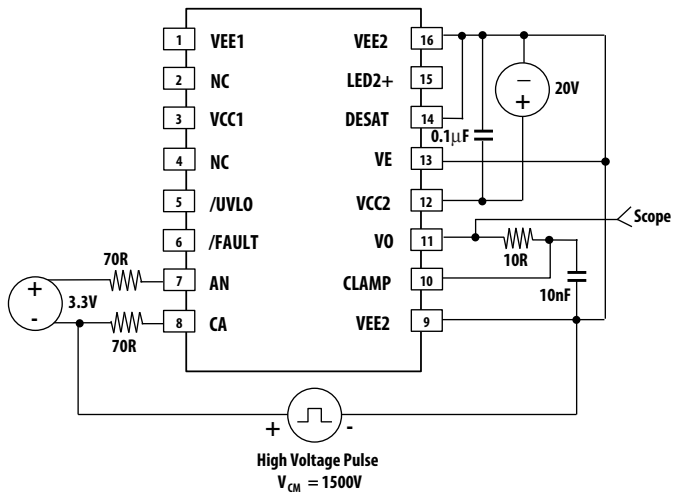 1 VEE1 VEE2 16
2 NC LED2+ 15
3 VCC1 DESAT 14
4 NC VE 13
5 /UVLO VCC2 12
6 /FAULT VO 11
7 AN CLAMP 10
8 CA VEE2 9
20V
− +
0.1μF
Scope
10R
10nF
70R
+ 3.3V -
70R
+ -
High Voltage Pulse
V_CM = 1500V